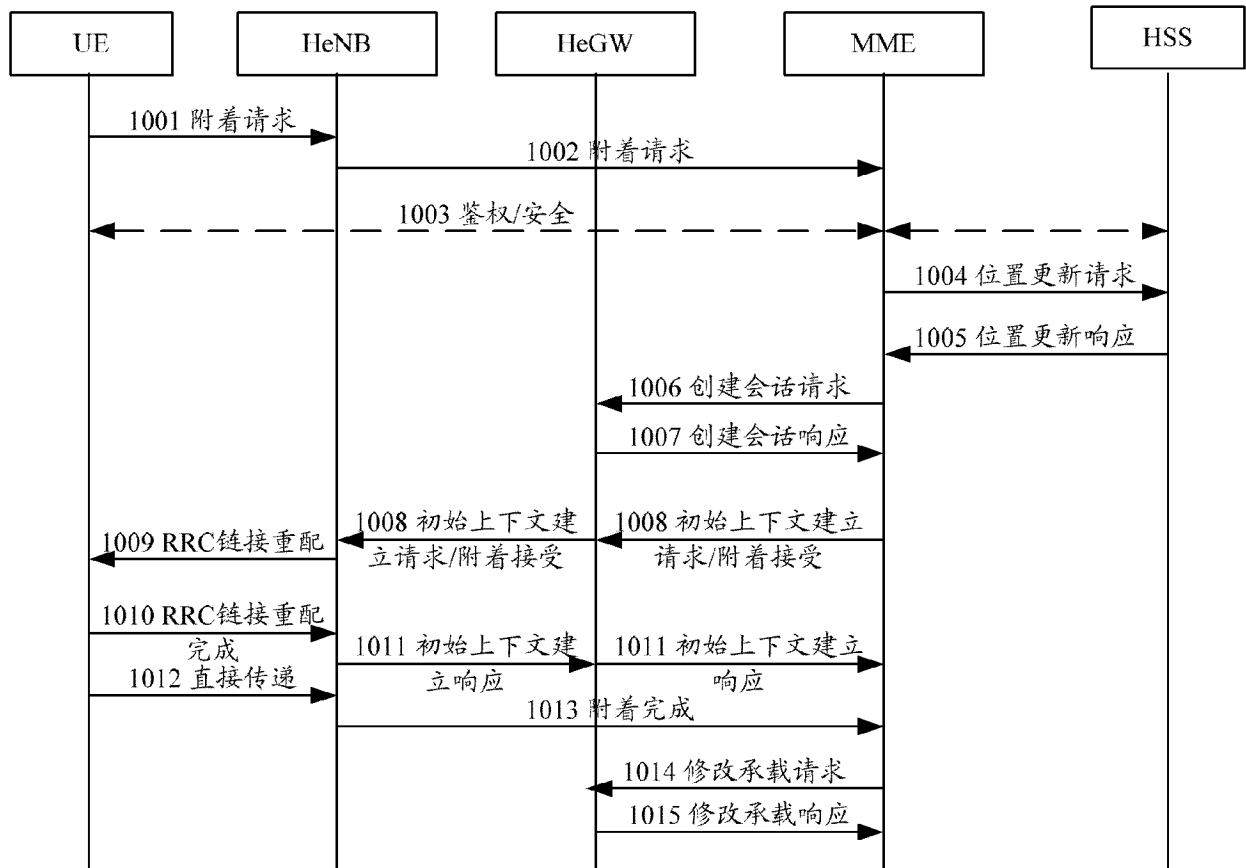 UE
HeNB
HeGW
MME
HSS
1001 附着请求
1002 附着请求
1003 鉴权/安全
1004 位置更新请求
1005 位置更新响应
1006 创建会话请求
1007 创建会话响应
1008 初始上下文建
立请求/附着接受
1008 初始上下文建立
请求/附着接受
1009 RRC链接重配
1010 RRC链接重配
完成
1011 初始上下文建
立响应
1011 初始上下文建立
响应
1012 直接传递
1013 附着完成
1014 修改承载请求
1015 修改承载响应